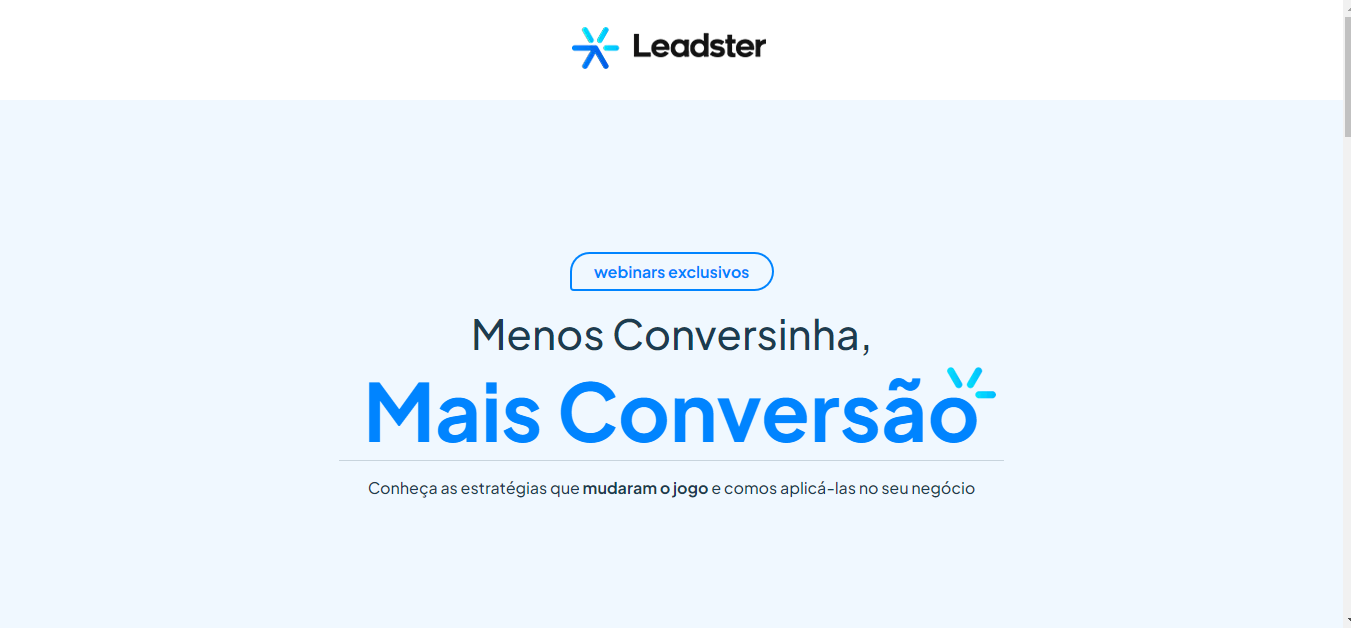 Leadster
webinars exclusivos
Menos Conversinha,
Mais Conversão
Conheça as estratégias que mudaram o jogo e comos aplicá-las no seu negócio